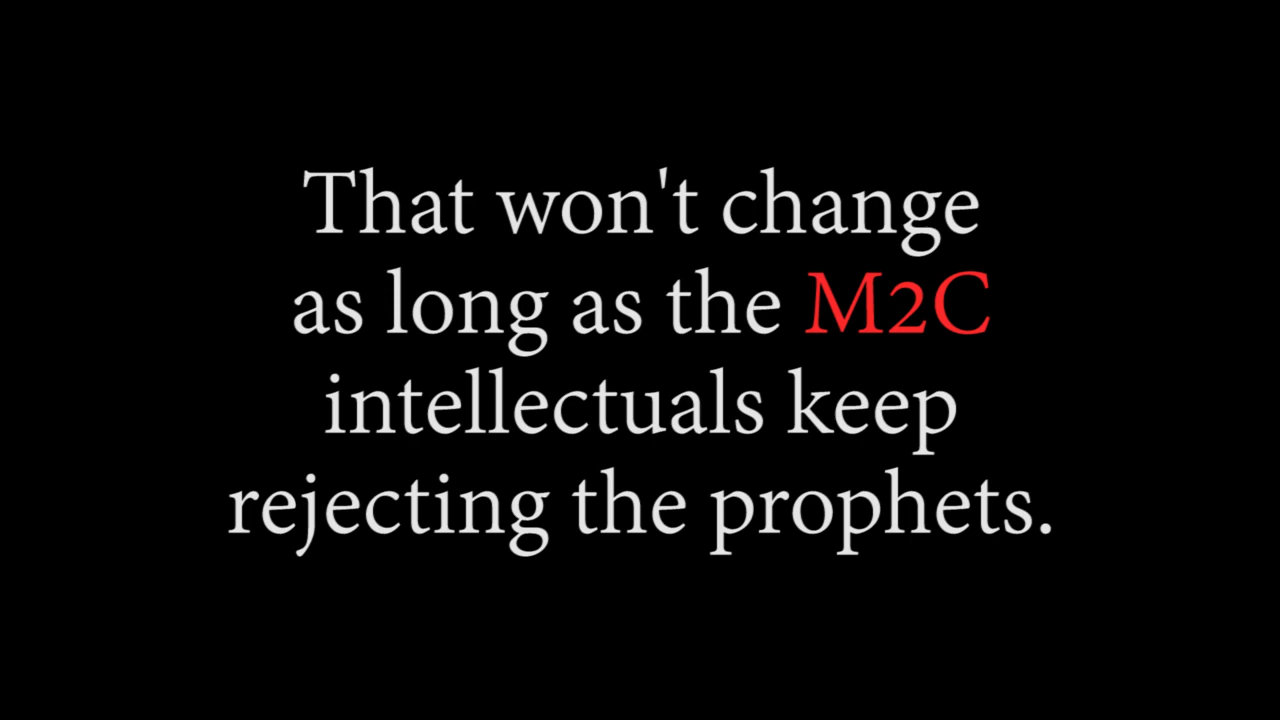 That won't change
as long as the M2C
intellectuals keep
rejecting the prophets.